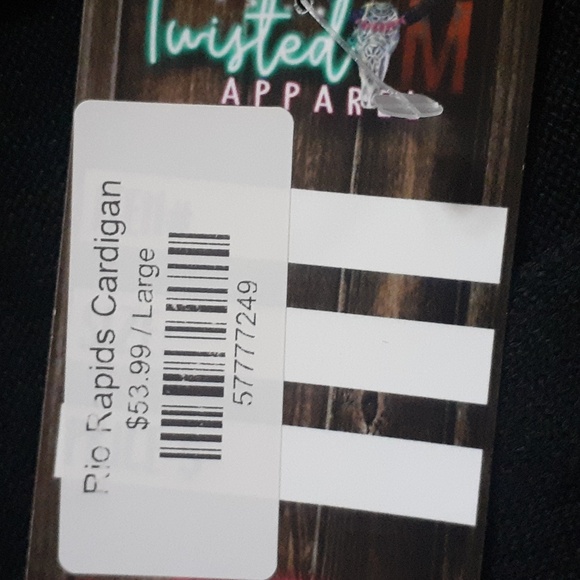 Twisted
M
APPAREL
Rio Rapids Cardigan
$53.99 / Large
57777249